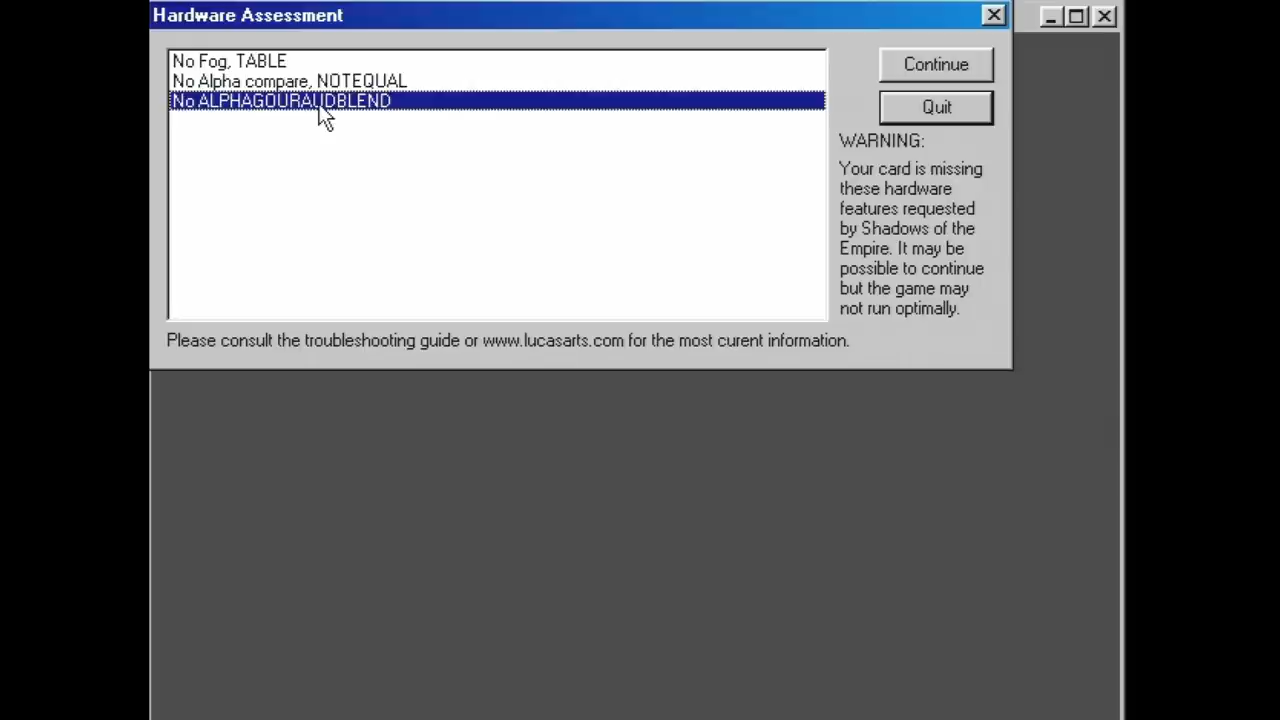 Hardware Assessment
No Fog, TABLE
No Alpha compare, NOTEQUAL
No ALPHAGOURAUDBLEND
Continue
Quit
WARNING:
Your card is missing
these hardware
features requested
by Shadows of the
Empire. It may be
possible to continue
but the game may
not run optimally.
Please consult the troubleshooting guide or www.lucasarts.com for the most curent information.